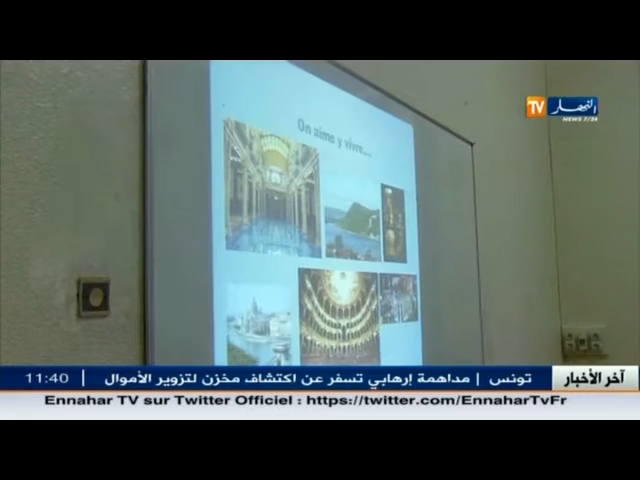 TV النهار
NEWS 7/24
On aime y vivre...
11:40 تونس | مداهمة إرهابي تسفر عن اكتشاف مخزن لتزوير الأموال آخر الأخبار
Ennahar TV sur Twitter Officiel : https://twitter.com/EnnaharTvFr